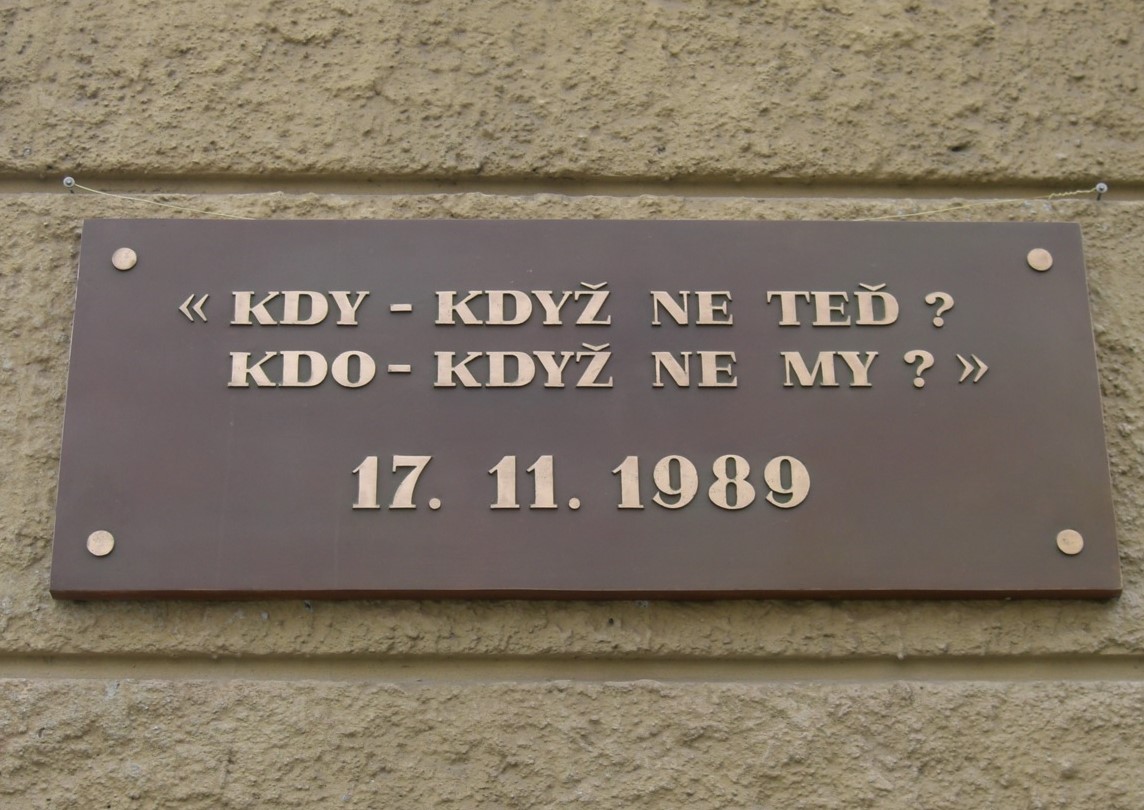 « KDY - KDYŽ NE TEĎ ?
KDO - KDYŽ NE MY ? »
17. 11. 1989